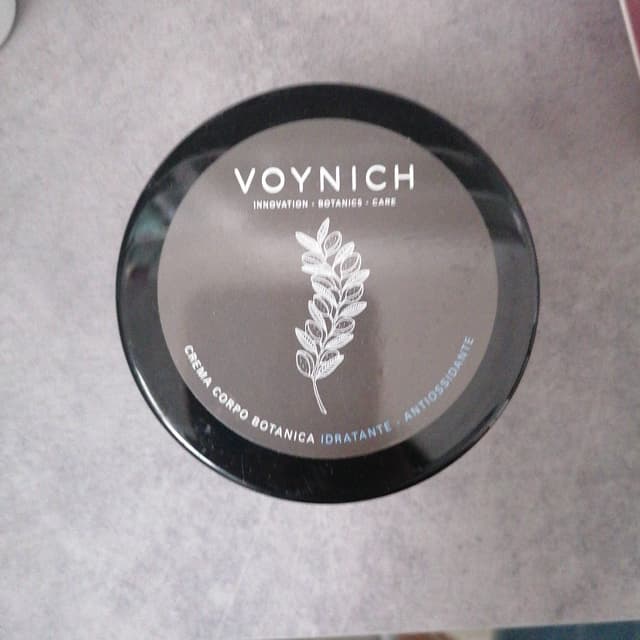 VOYNICH
INNOVATION · BOTANICS · CARE
CREMA CORPO BOTANICA IDRATANTE · ANTIOSSIDANTE